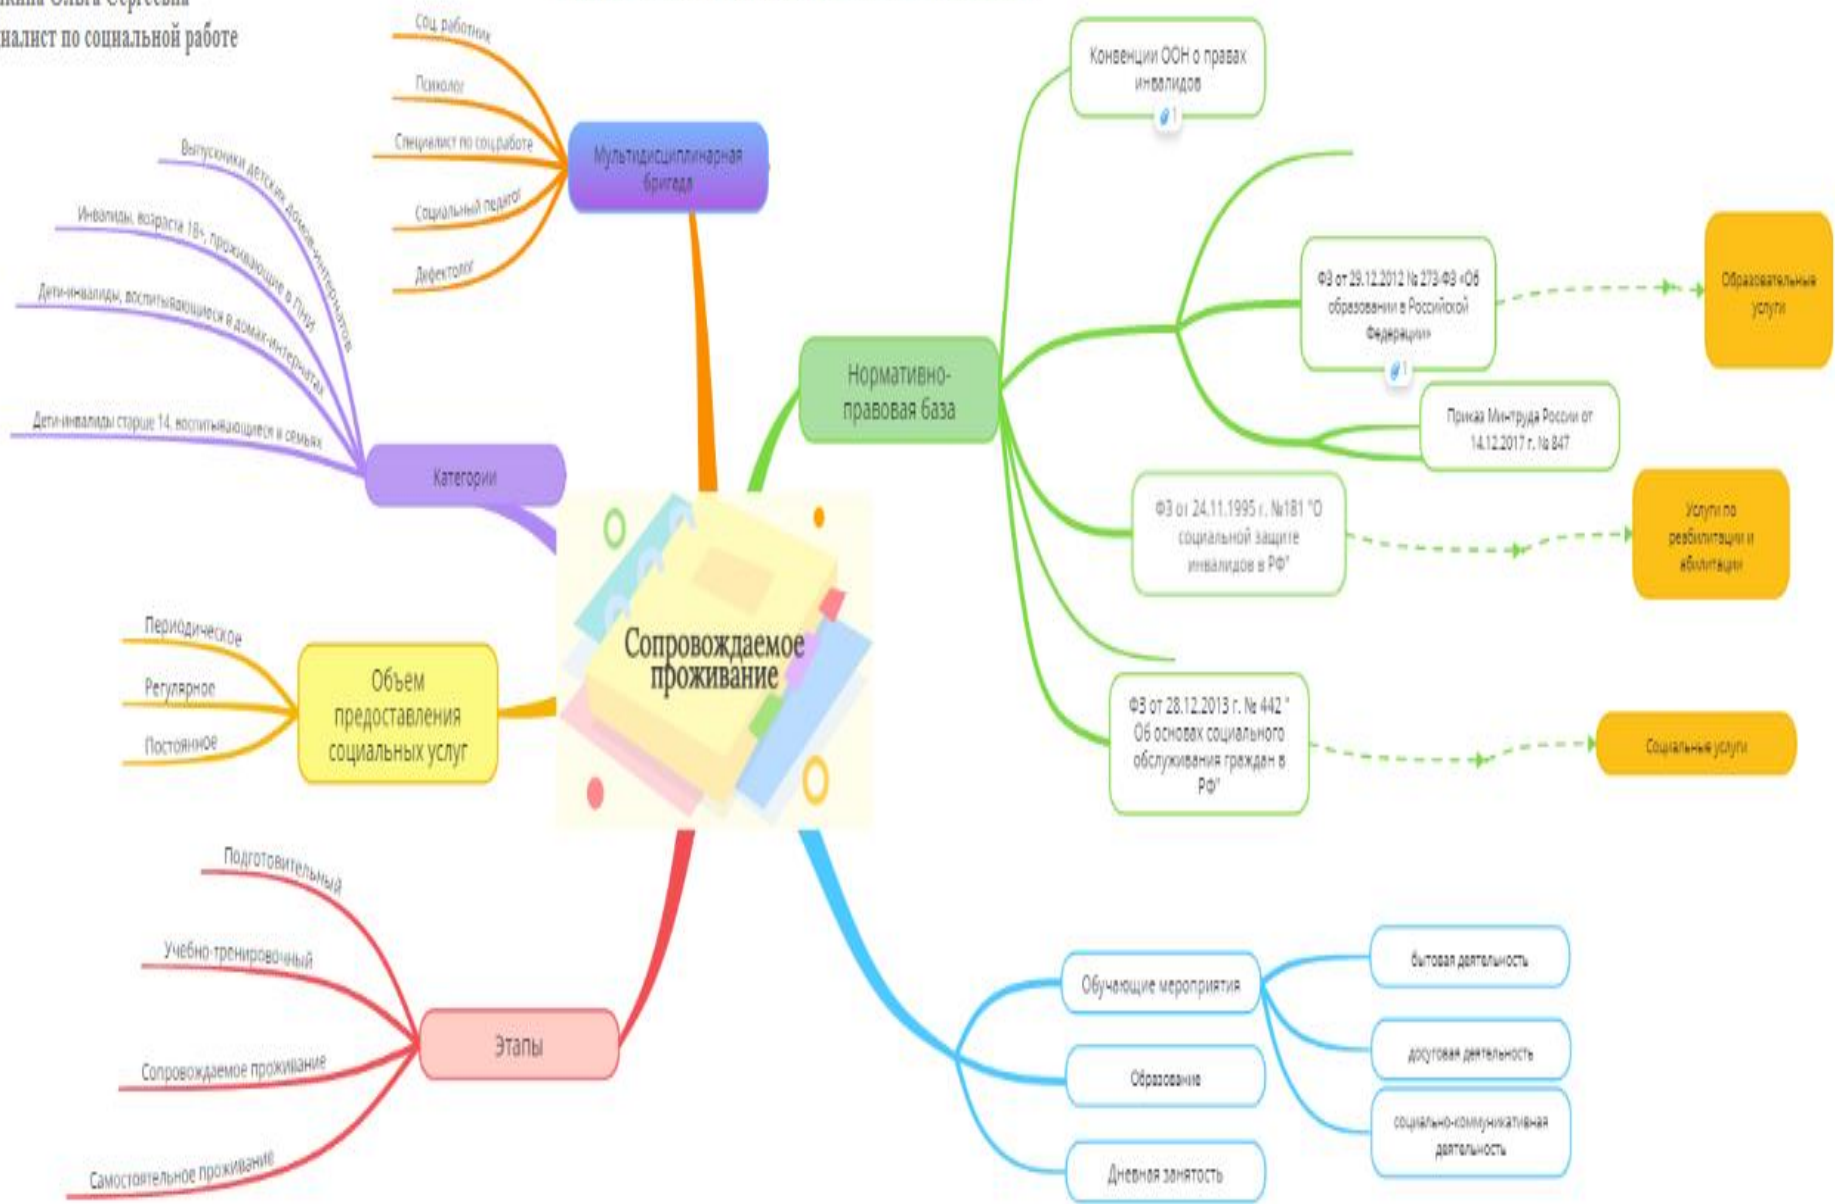 Ольга Сергеевна
по социальной работе
Соц. работник
Психолог
Специалист по соц.работе
Социальный педагог
Дефектолог
Мультидисциплинарная
бригада
Выпускники детских домов-интернатов
Инвалиды, возраста 18+, проживающие в ПНИ
Дети-инвалиды, воспитывающиеся в домах-интернатах
Дети-инвалиды старше 14, воспитывающиеся в семьях
Категории
Периодическое
Регулярное
Постоянное
Объем
предоставления
социальных услуг
Подготовительный
Учебно-тренировочный
Сопровождаемое проживание
Самостоятельное проживание
Этапы
Сопровождаемое
проживание
Нормативно-
правовая база
Конвенции ООН о правах
инвалидов
1
ФЗ от 29.12.2012 № 273-ФЗ «Об
образовании в Российской
Федерации»
1
Образовательные
услуги
Приказ Минтруда России от
14.12.2017 г. № 847
ФЗ от 24.11.1995 г. №181 "О
социальной защите
инвалидов в РФ"
Услуги по
реабилитации и
абилитации
ФЗ от 28.12.2013 г. № 442 "
Об основах социального
обслуживания граждан в
РФ"
Социальные услуги
Обучающие мероприятия
Образование
Дневная занятость
бытовая деятельность
досуговая деятельность
социально-коммуникативная
деятельность